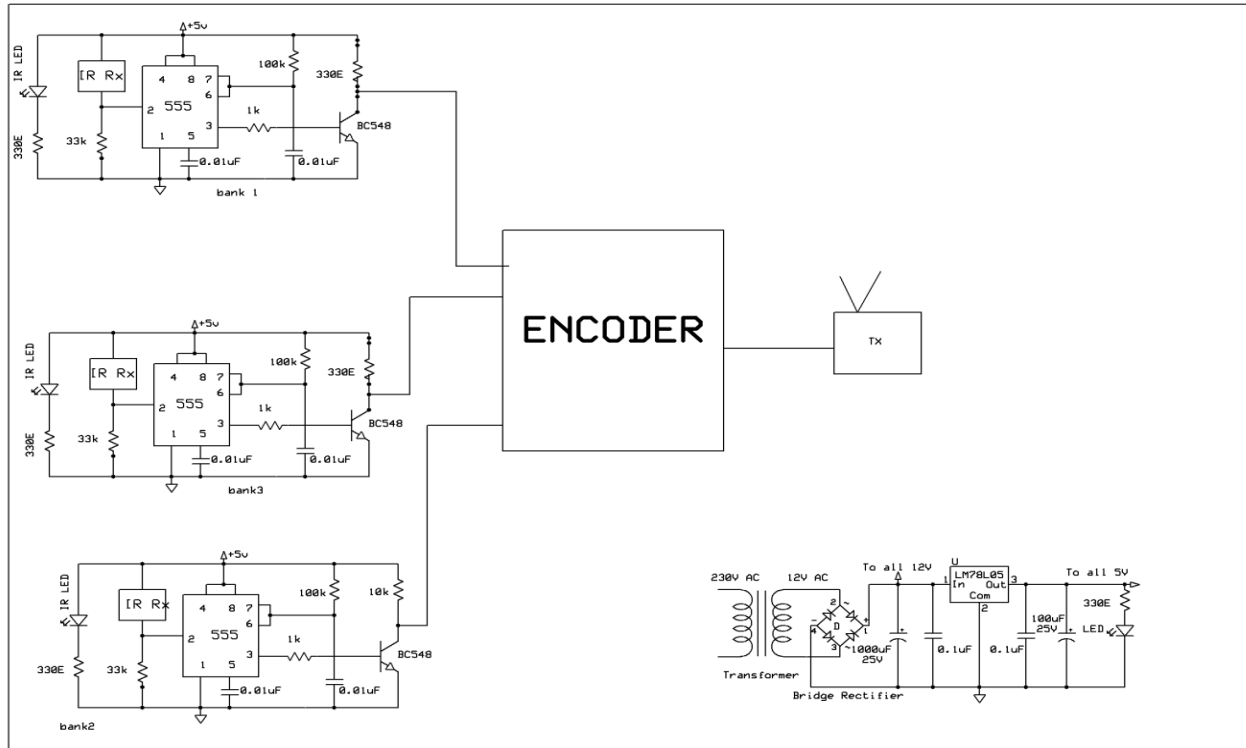 +5v
IR LED
IR Rx
4 8 7
6
555
2
3
1 5
100k
330E
1k
BC548
330E
33k
0.01uF
0.01uF
bank 1
+5v
IR LED
IR Rx
4 8 7
6
555
2
3
1 5
100k
330E
1k
BC548
330E
33k
0.01uF
0.01uF
bank3
+5v
IR LED
IR Rx
4 8 7
6
555
2
3
1 5
100k
10k
1k
BC548
330E
33k
0.01uF
0.01uF
bank2
ENCODER
TX
230V AC
12V AC
Transformer
2 ~
- +
4 D 1
3 ~
Bridge Rectifier
To all 12V
1000uF
25V
0.1uF
U
LM78L05
1 In Out 3
Com
2
0.1uF
100uF
25V
To all 5V
330E
LED